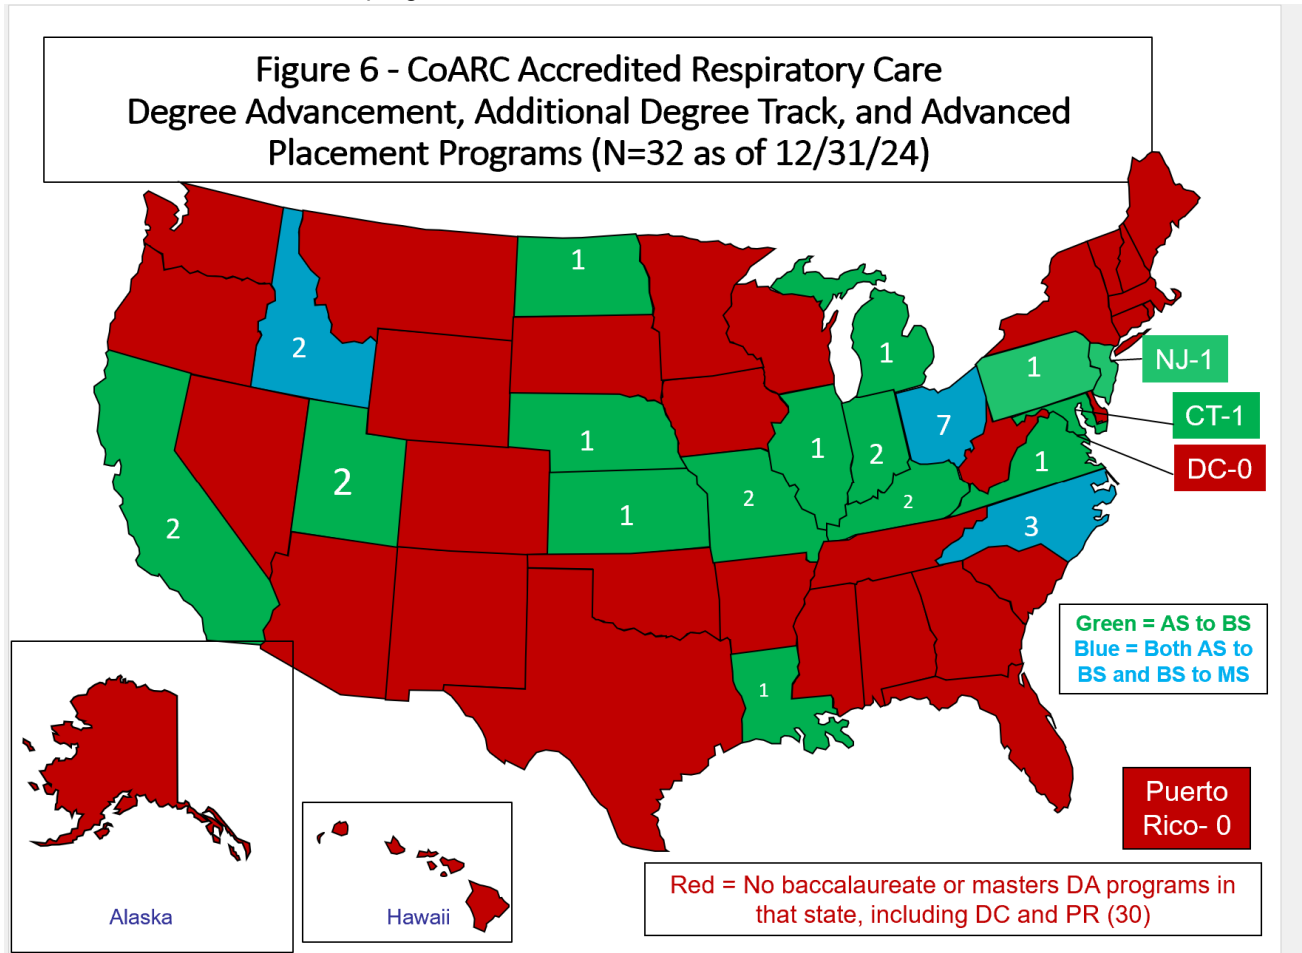 Figure 6 - CoARC Accredited Respiratory Care
Degree Advancement, Additional Degree Track, and Advanced
Placement Programs (N=32 as of 12/31/24)
1
2
1
1
NJ-1
1
7
CT-1
1
2
1
DC-0
2
2
2
1
2
3
2
1
Green = AS to BS
Blue = Both AS to
BS and BS to MS
1
Puerto
Rico- 0
Red = No baccalaureate or masters DA programs in
that state, including DC and PR (30)
Alaska
Hawaii